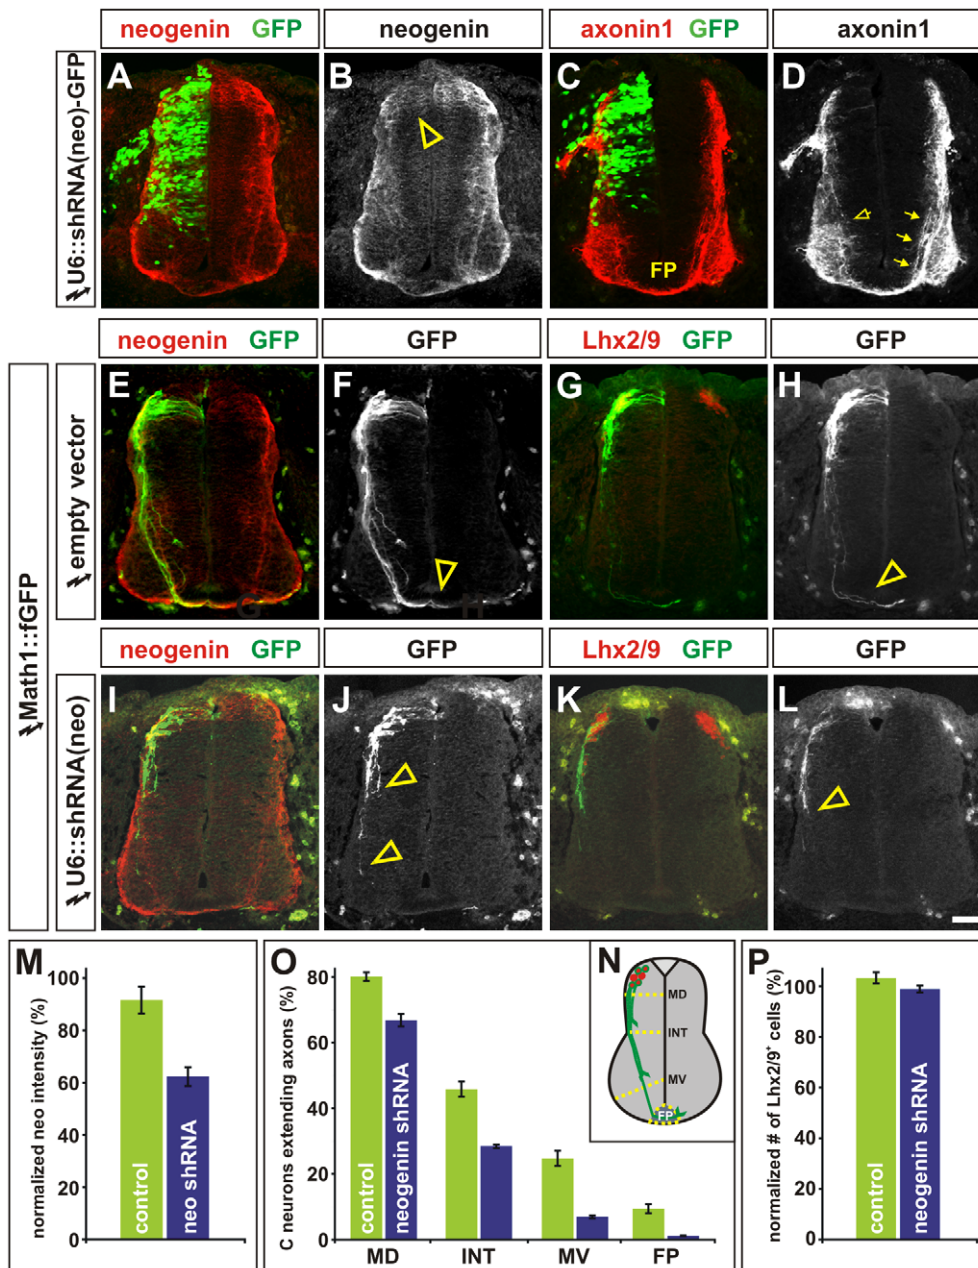 neogenin GFP
neogenin
axonin1 GFP
axonin1
U6::shRNA(neo)-GFP
A
B
C
D
FP
neogenin GFP
GFP
Lhx2/9 GFP
GFP
Math1::fGFP
empty vector
E
F
G
H
G
H
neogenin GFP
GFP
Lhx2/9 GFP
GFP
U6::shRNA(neo)
I
J
K
L
M
normalized neo intensity (%)
100
80
60
40
20
0
control
neo shRNA
O
C neurons extending axons (%)
80
60
40
20
0
control
neogenin shRNA
MD
INT
MV
FP
N
MD
INT
MV
FP
P
normalized # of Lhx2/9⁺ cells (%)
100
80
60
40
20
0
control
neogenin shRNA